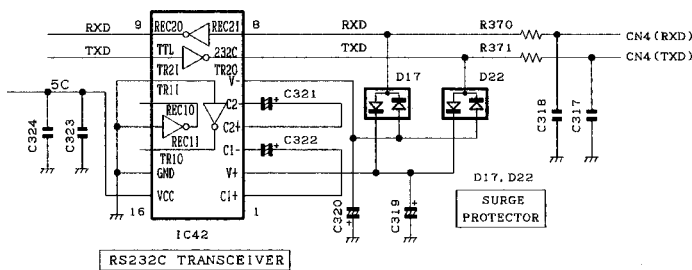 RXD 9 REC20 REC21 8 RXD R370 CN4(RXD)
TXD TTL 232C TXD R371 CN4(TXD)
TR21 TR20
5C TR11 V- D17 D22
C2- C321
REC10 C2+
C324 C323 REC11 C322 C318 C317
TR10 C1-
GND V+ D17, D22
VCC C1+ C320 C319 SURGE
16 1 PROTECTOR
IC42
RS232C TRANSCEIVER